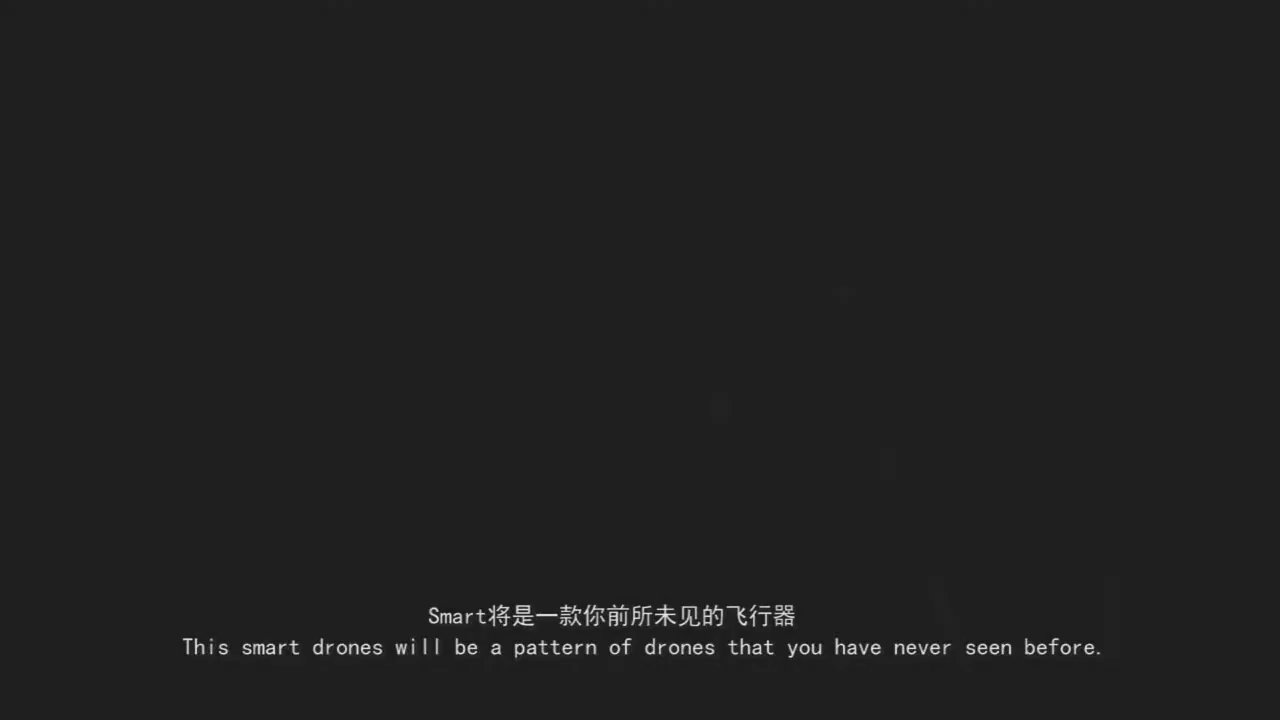 Smart将是一款你前所未见的飞行器
This smart drones will be a pattern of drones that you have never seen before.